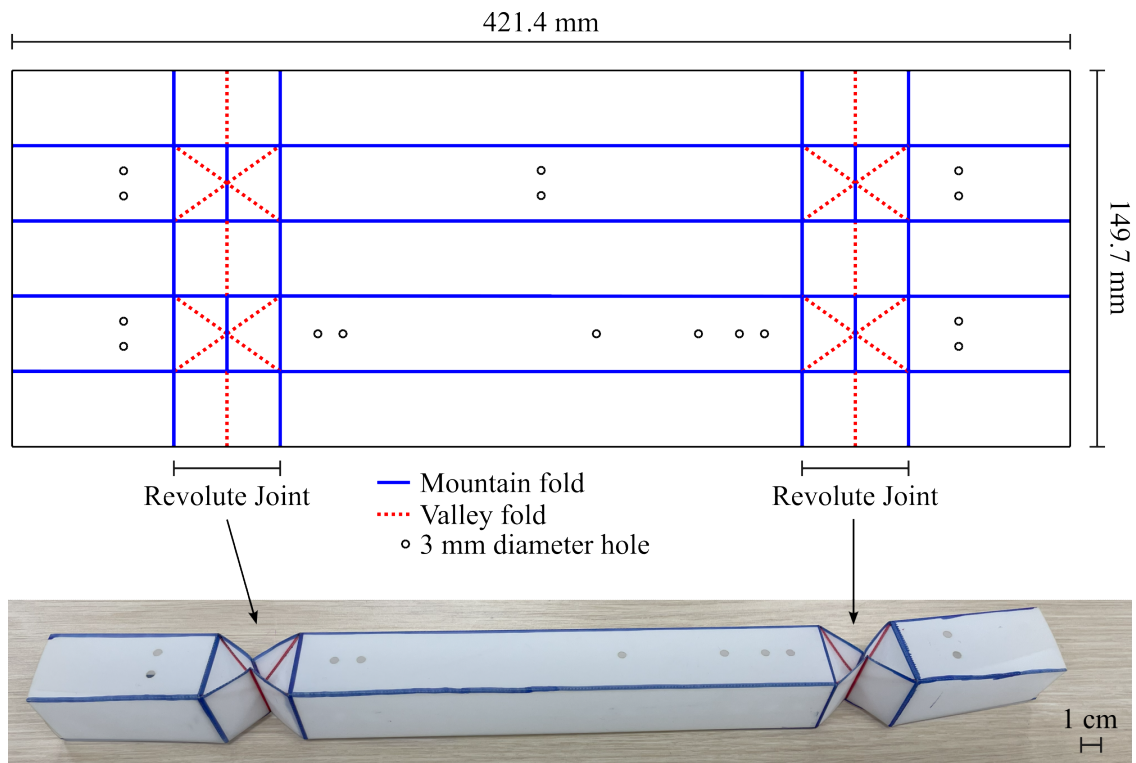 421.4 mm
149.7 mm
Revolute Joint
Revolute Joint
Mountain fold
Valley fold
3 mm diameter hole
1 cm